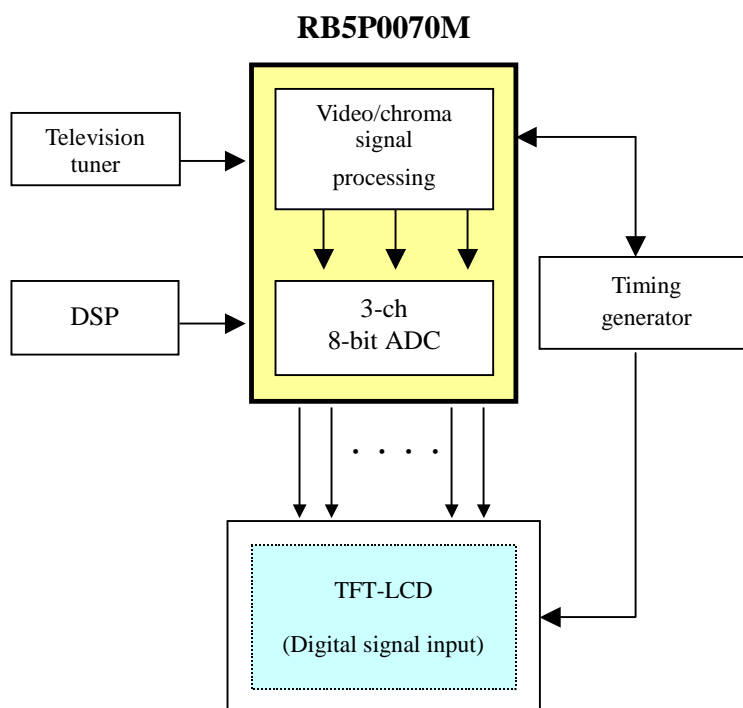 RB5P0070M
Video/chroma
signal
processing
Television
tuner
DSP
3-ch
8-bit ADC
Timing
generator
. . . .
TFT-LCD
(Digital signal input)